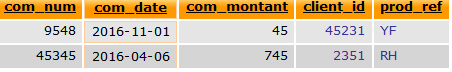 com_num com_date com_montant client_id prod_ref
9548 2016-11-01 45 45231 YF
45345 2016-04-06 745 2351 RH